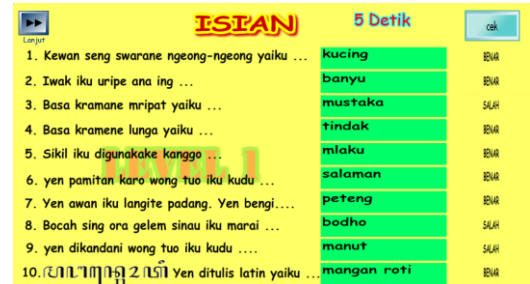 ISIAN 5 Detik cek
Lanjut
1. Kewan seng swarane ngeong-ngeong yaiku ... kucing BENAR
2. Iwak iku uripe ana ing ... banyu BENAR
3. Basa kramane mripat yaiku ... mustaka SALAH
4. Basa kramene lunga yaiku ... tindak BENAR
5. Sikil iku digunakake kanggo ... mlaku BENAR
LEVEL 1
6. yen pamitan karo wong tuo iku kudu ... salaman BENAR
7. Yen awan iku langite padang. Yen bengi.... peteng BENAR
8. Bocah sing ora gelem sinau iku marai ... bodho SALAH
9. yen dikandani wong tuo iku kudu .... manut SALAH
10. Yen ditulis latin yaiku ... mangan roti BENAR